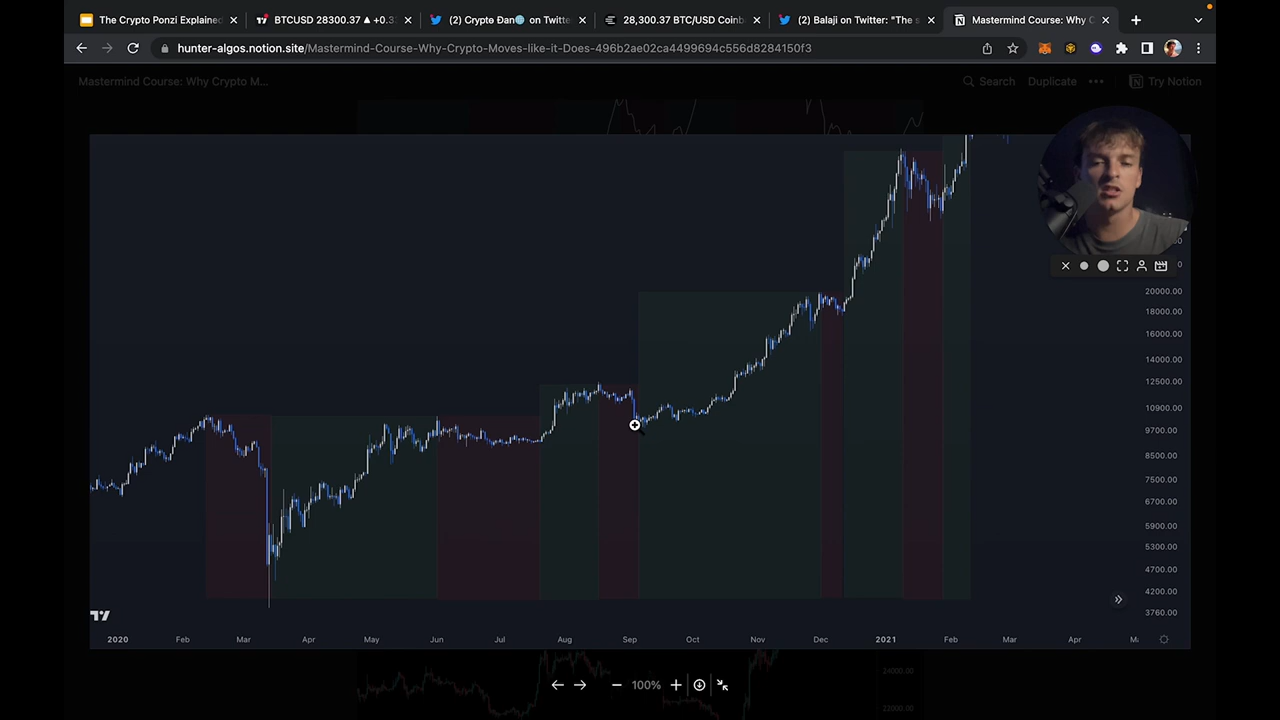 The Crypto Ponzi Explained
BTCUSD 28300.37 ▲ +0.3
(2) Crypto Đan🌐 on Twitte
28,300.37 BTC/USD Coinb
(2) Balaji on Twitter: "The s
Mastermind Course: Why C
hunter-algos.notion.site/Mastermind-Course-Why-Crypto-Moves-like-it-Does-496b2ae02ca4499694c556d8284150f3
Mastermind Course: Why Crypto M...
Search
Duplicate
Try Notion
20000.00
18000.00
16000.00
14000.00
12500.00
10900.00
9700.00
8500.00
7500.00
6700.00
5900.00
5300.00
4700.00
4200.00
3760.00
2020 Feb Mar Apr May Jun Jul Aug Sep Oct Nov Dec 2021 Feb Mar Apr
100%
24000.00
22000.00